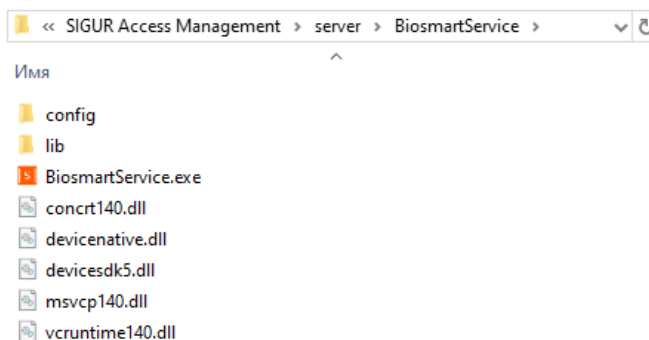 « SIGUR Access Management > server > BiosmartService >
Имя
config
lib
BiosmartService.exe
concrt140.dll
devicenative.dll
devicesdk5.dll
msvcp140.dll
vcruntime140.dll